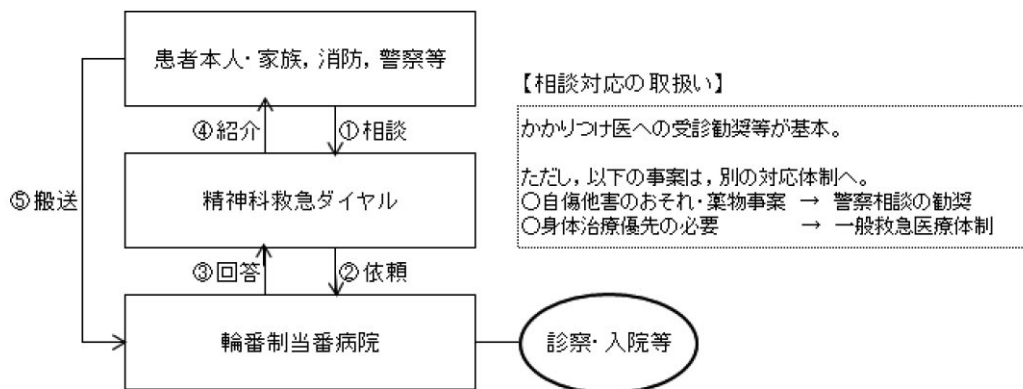 患者本人・家族，消防，警察等
【相談対応の取扱い】
④紹介
①相談
かかりつけ医への受診勧奨等が基本。
ただし，以下の事案は，別の対応体制へ。
○自傷他害のおそれ・薬物事案 → 警察相談の勧奨
○身体治療優先の必要 → 一般救急医療体制
⑤搬送
精神科救急ダイヤル
③回答
②依頼
輪番制当番病院
診察・入院等